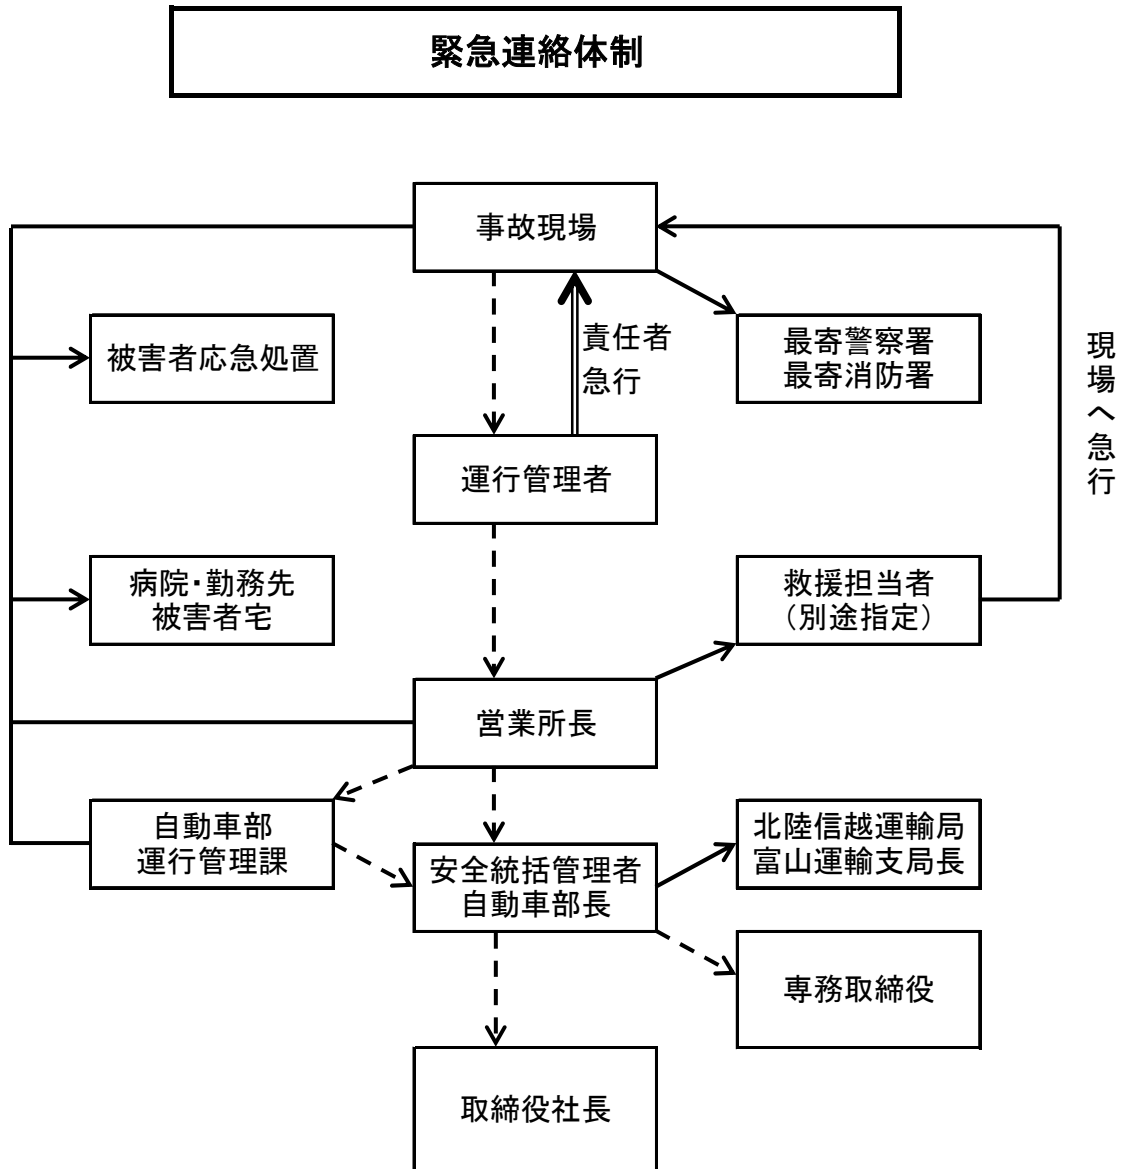 緊急連絡体制
事故現場
責任者
急行
被害者応急処置
最寄警察署
最寄消防署
現場へ急行
運行管理者
病院・勤務先
被害者宅
救援担当者
（別途指定）
営業所長
自動車部
運行管理課
安全統括管理者
自動車部長
北陸信越運輸局
富山運輸支局長
専務取締役
取締役社長